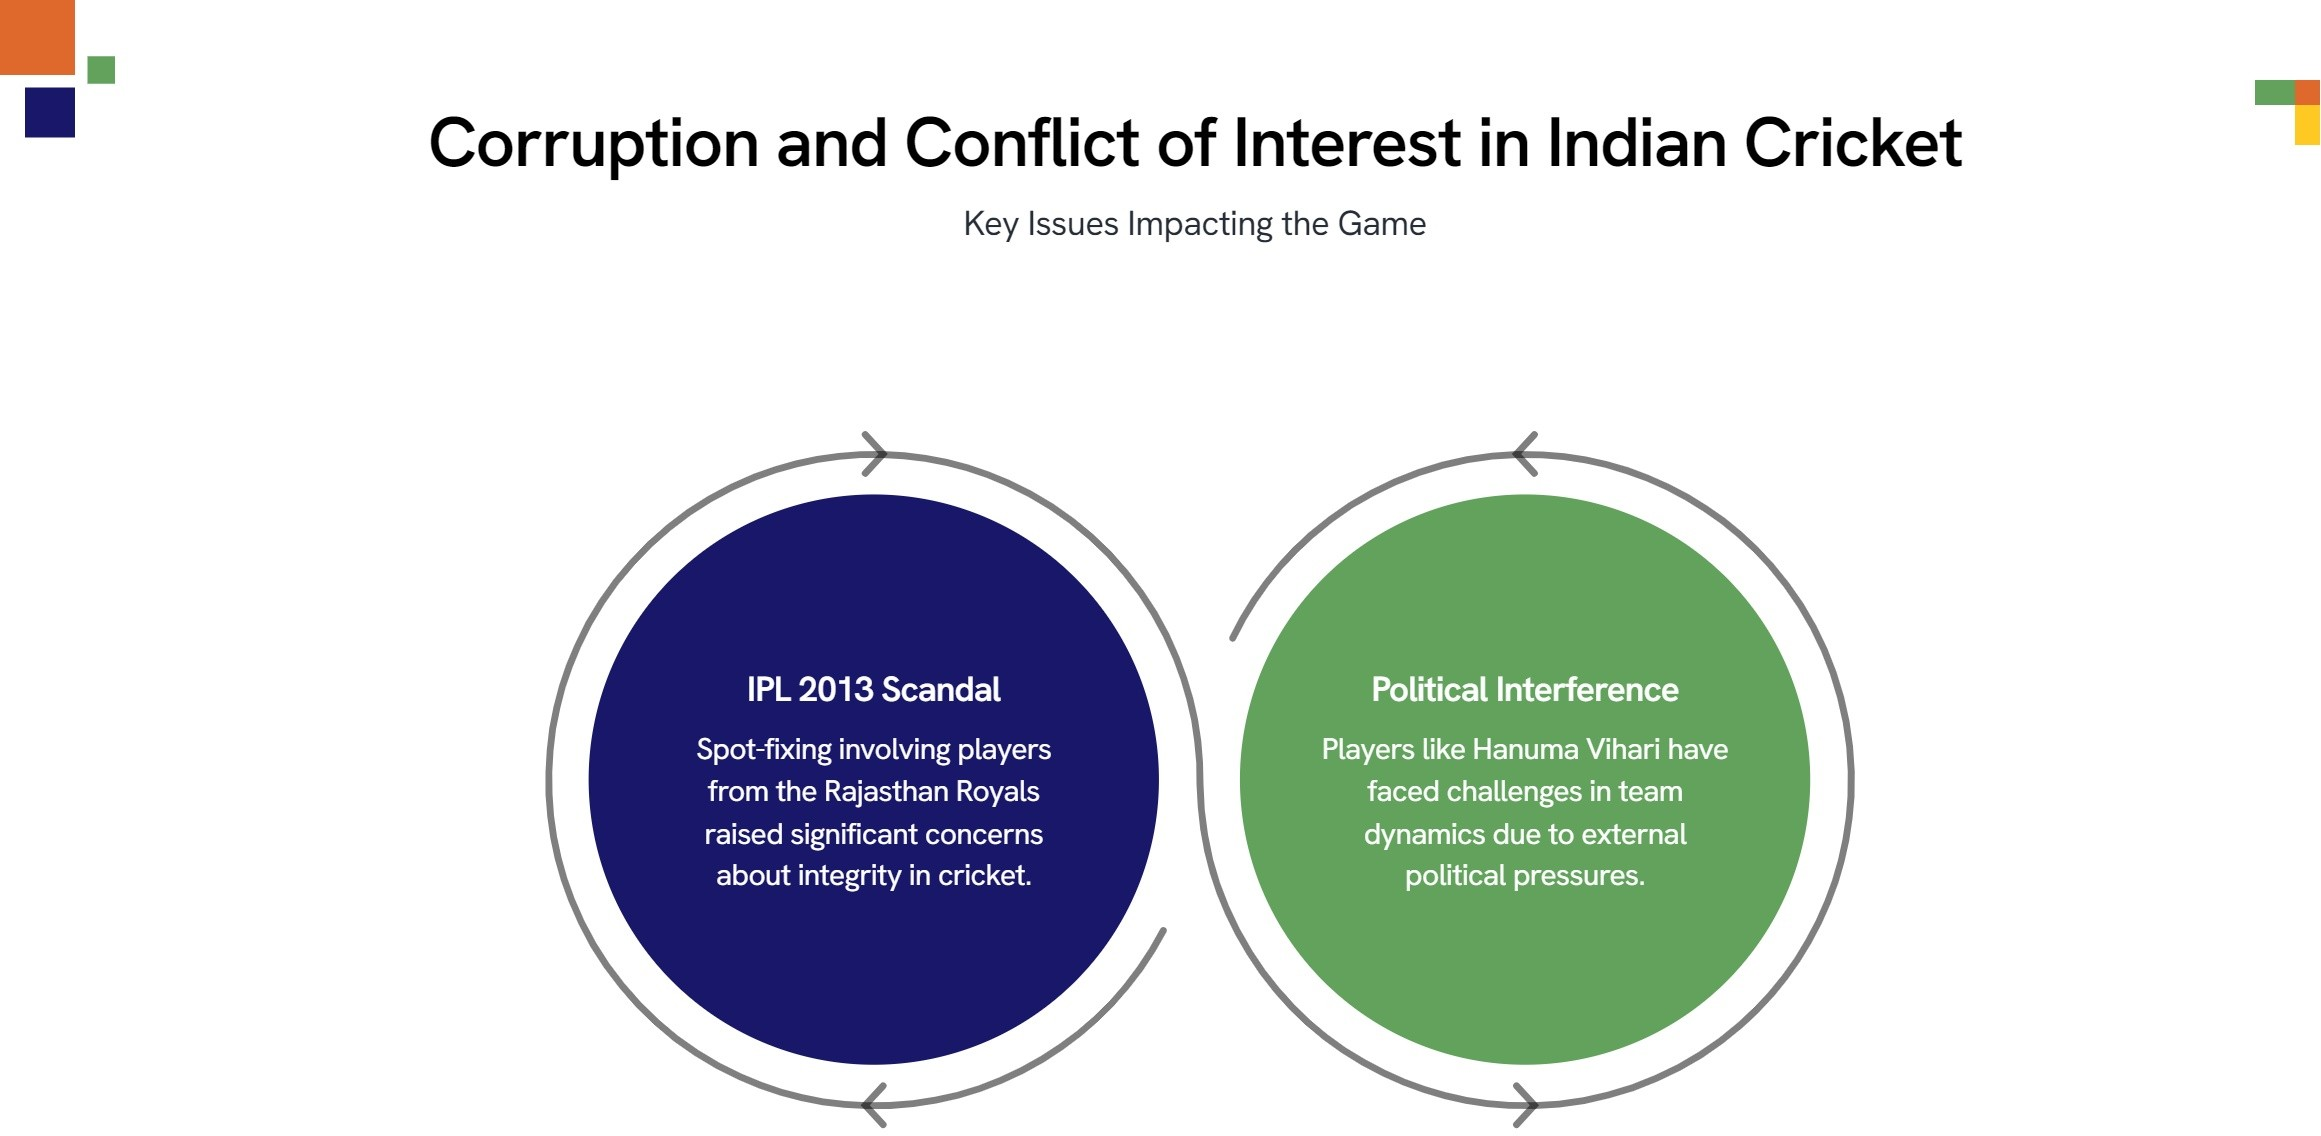 Corruption and Conflict of Interest in Indian Cricket
Key Issues Impacting the Game
IPL 2013 Scandal
Spot-fixing involving players
from the Rajasthan Royals
raised significant concerns
about integrity in cricket.
Political Interference
Players like Hanuma Vihari have
faced challenges in team
dynamics due to external
political pressures.